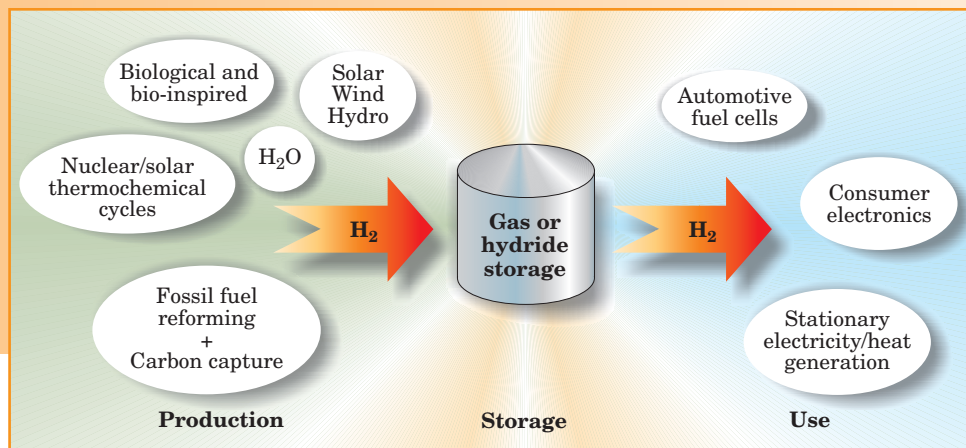 Biological and
bio-inspired
Solar
Wind
Hydro
H₂O
Nuclear/solar
thermochemical
cycles
H₂
Fossil fuel
reforming
+
Carbon capture
Production
Gas or
hydride
storage
Storage
H₂
Automotive
fuel cells
Consumer
electronics
Stationary
electricity/heat
generation
Use